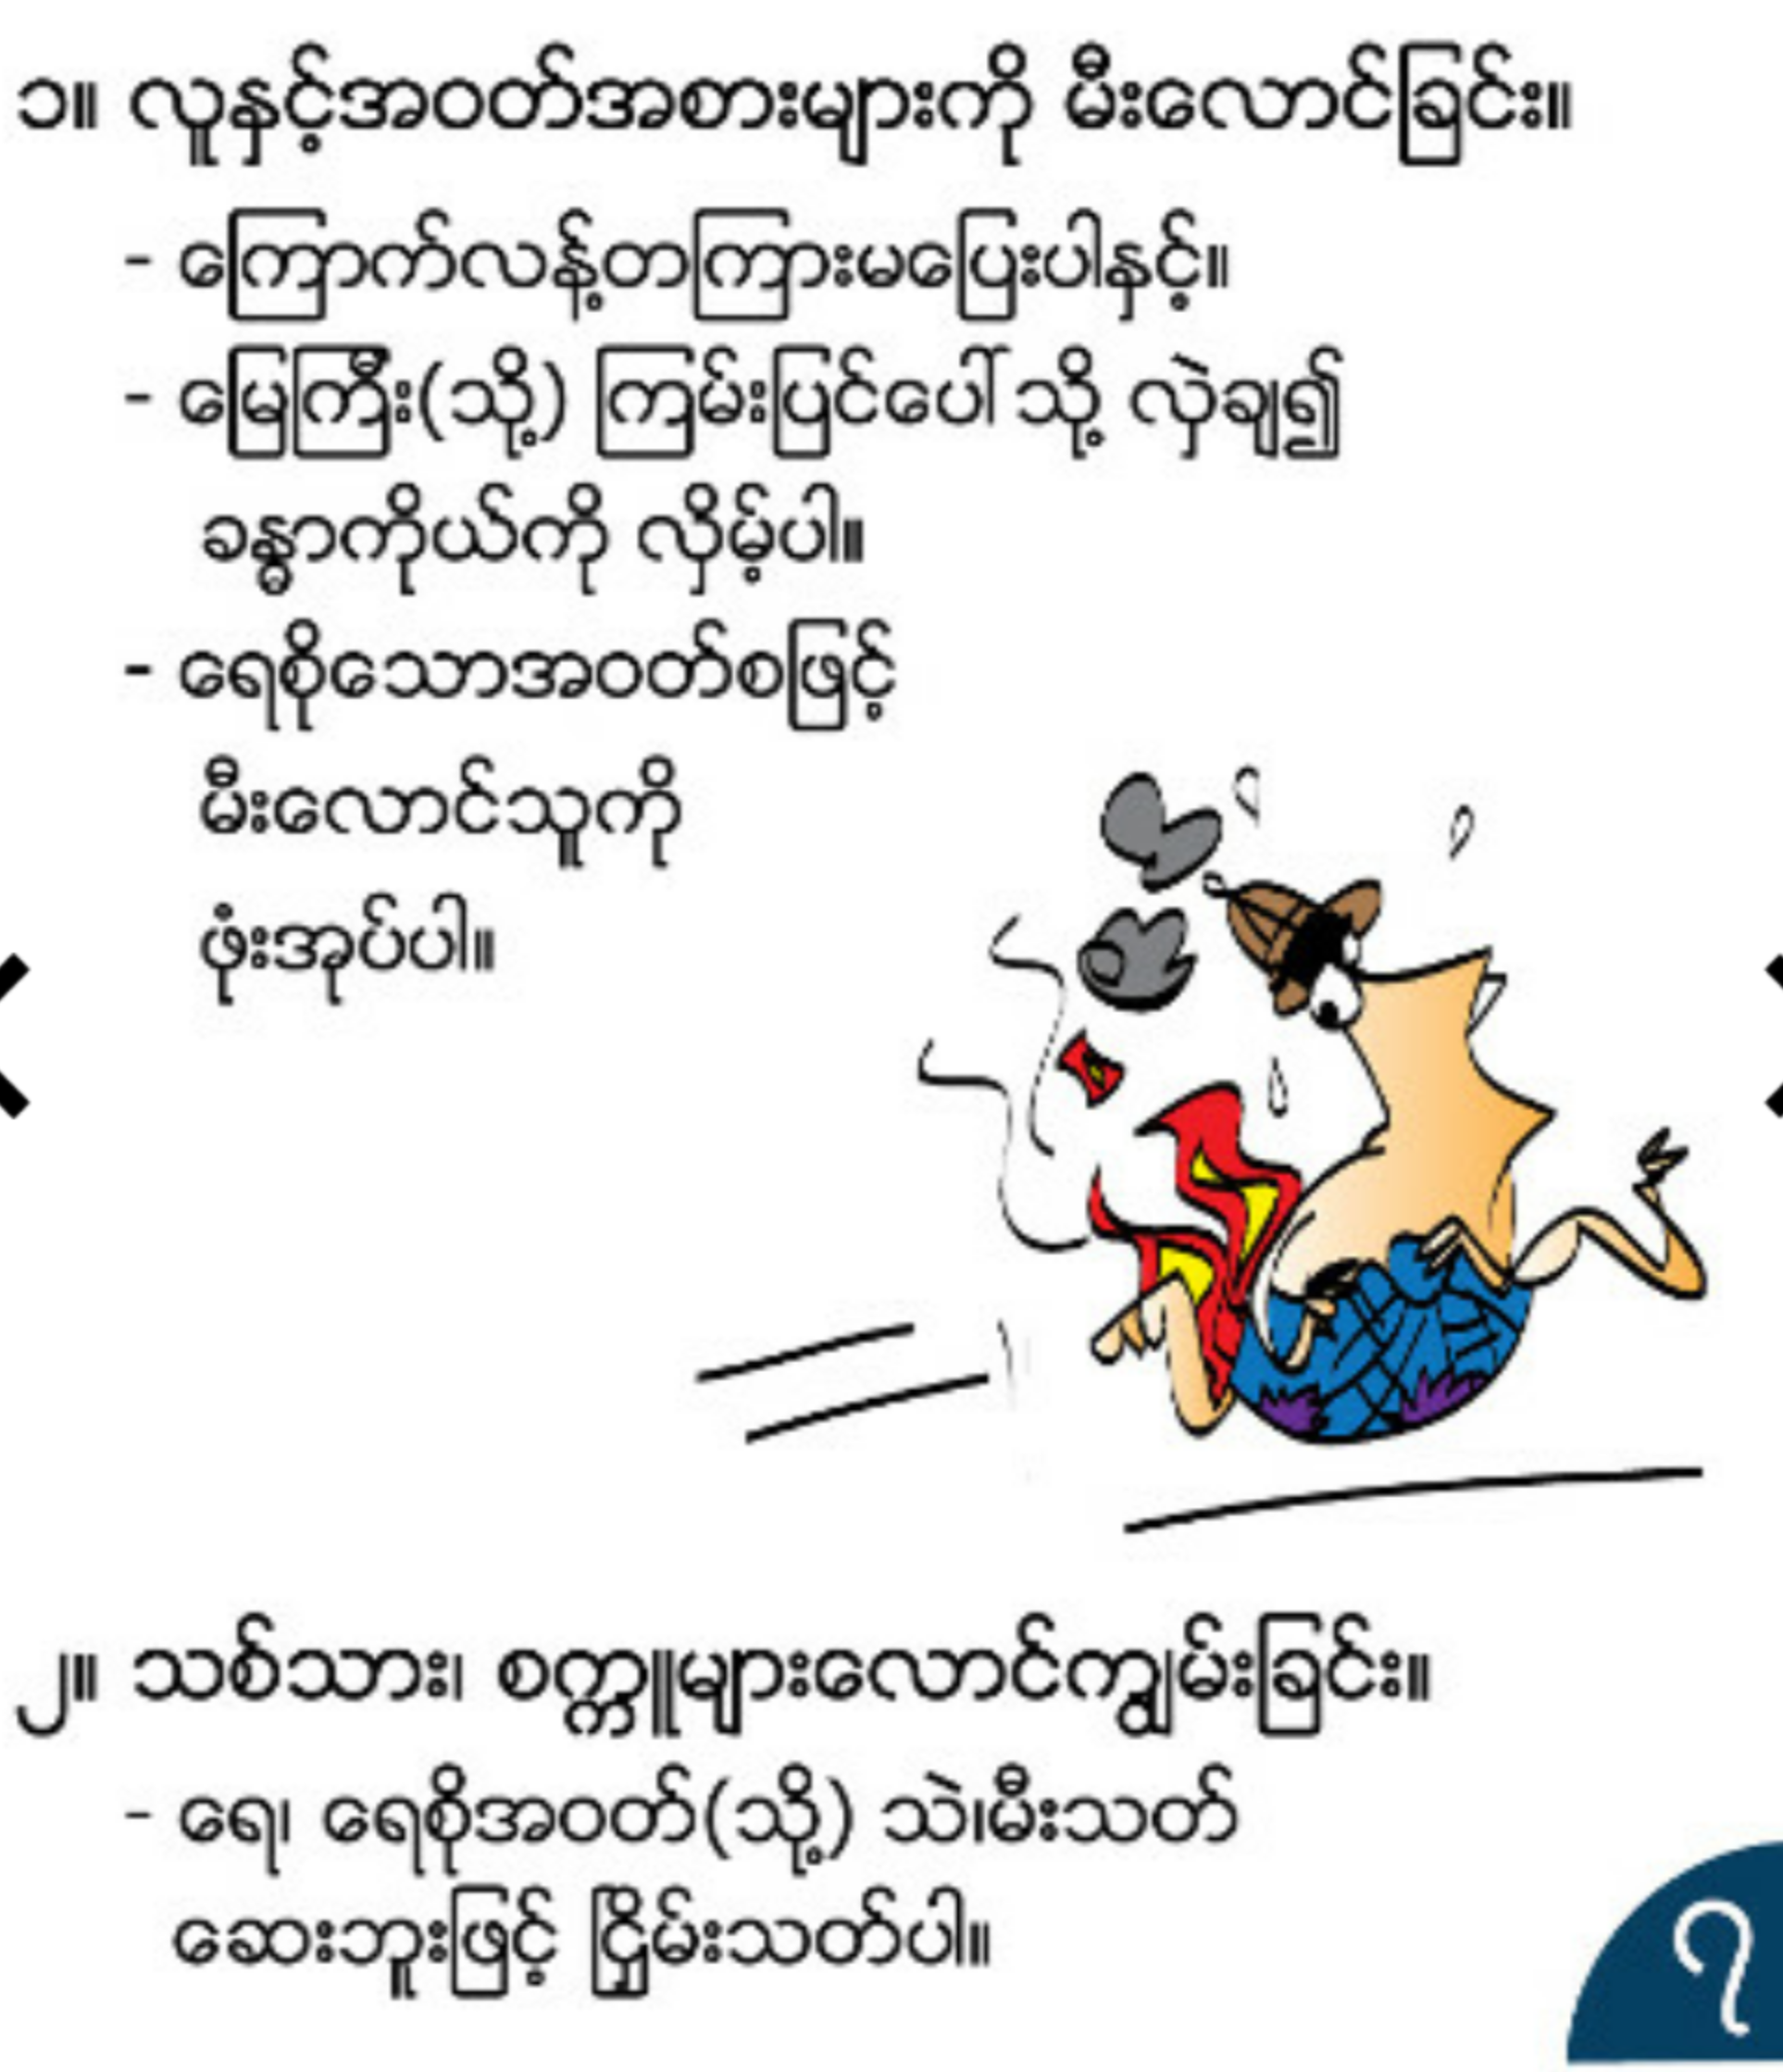 ၁။ လူနှင့်အဝတ်အစားများကို မီးလောင်ခြင်း။
- ကြောက်လန့်တကြားမပြေးပါနှင့်။
- မြေကြီး(သို့) ကြမ်းပြင်ပေါ်သို့ လှဲချ၍
ခန္ဓာကိုယ်ကို လှိမ့်ပါ။
- ရေစိုသောအဝတ်စဖြင့်
မီးလောင်သူကို
ဖုံးအုပ်ပါ။
၂။ သစ်သား၊ စက္ကူများလောင်ကျွမ်းခြင်း။
- ရေ၊ ရေစိုအဝတ်(သို့) သဲ၊မီးသတ်
ဆေးဘူးဖြင့် ငြှိမ်းသတ်ပါ။
၇